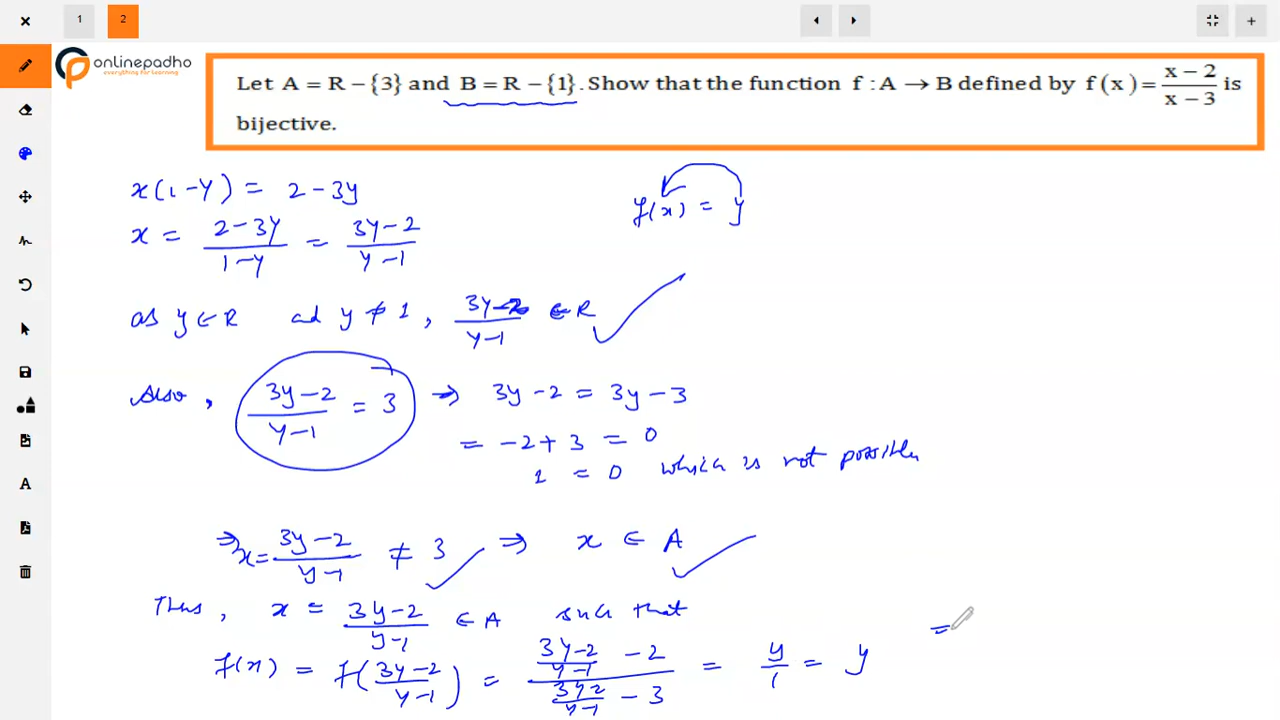 1 2
onlinepadho
everything for learning
Let A = R – {3} and B = R – {1}. Show that the function f : A → B defined by f(x) = (x – 2)/(x – 3) is
bijective.
x(1-y) = 2-3y
f(x) = y
x = (2-3y)/(1-y) = (3y-2)/(y-1)
as y ∈ R ad y ≠ 1, (3y-2)/(y-1) ∈ R
Also, (3y-2)/(y-1) = 3 ⇒ 3y-2 = 3y-3
= -2+3 = 0
1 = 0 which is not possible
⇒ x = (3y-2)/(y-1) ≠ 3 ⇒ x ∈ A
Thus, x = (3y-2)/(y-1) ∈ A such that
f(x) = f((3y-2)/(y-1)) = ((3y-2)/(y-1) - 2)/((3y2)/(y-1) - 3) = y/1 = y =